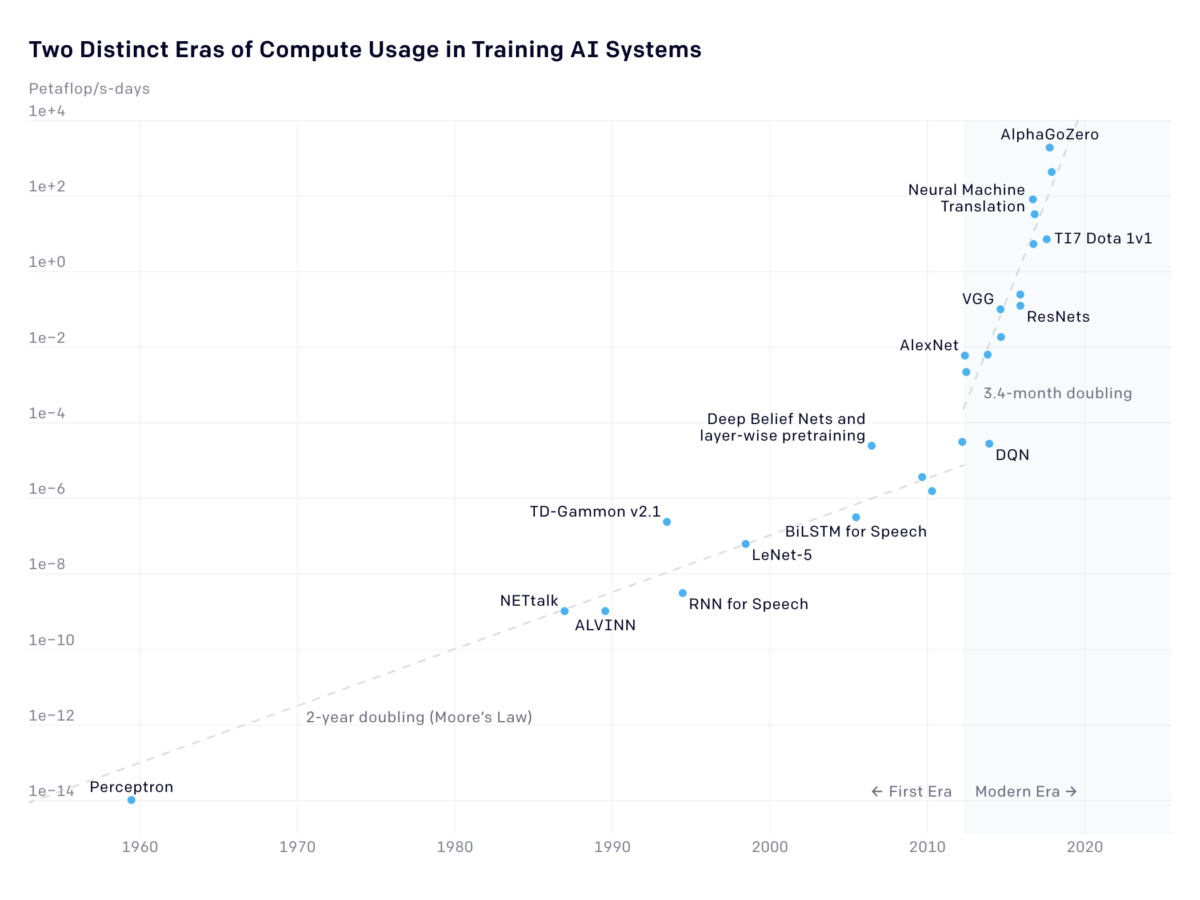 Two Distinct Eras of Compute Usage in Training AI Systems
Petaflop/s-days
1e+4
AlphaGoZero
1e+2
Neural Machine
Translation
TI7 Dota 1v1
1e+0
VGG
ResNets
1e−2
AlexNet
3.4-month doubling
1e−4
Deep Belief Nets and
layer-wise pretraining
DQN
1e−6
TD-Gammon v2.1
BiLSTM for Speech
LeNet-5
1e−8
NETtalk
RNN for Speech
ALVINN
1e−10
1e−12
2-year doubling (Moore’s Law)
1e−14
Perceptron
← First Era
Modern Era →
1960
1970
1980
1990
2000
2010
2020